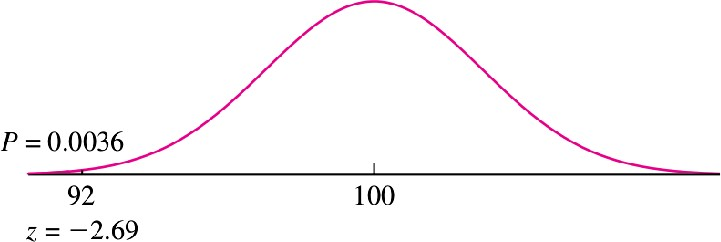 P = 0.0036
92 100
z = −2.69